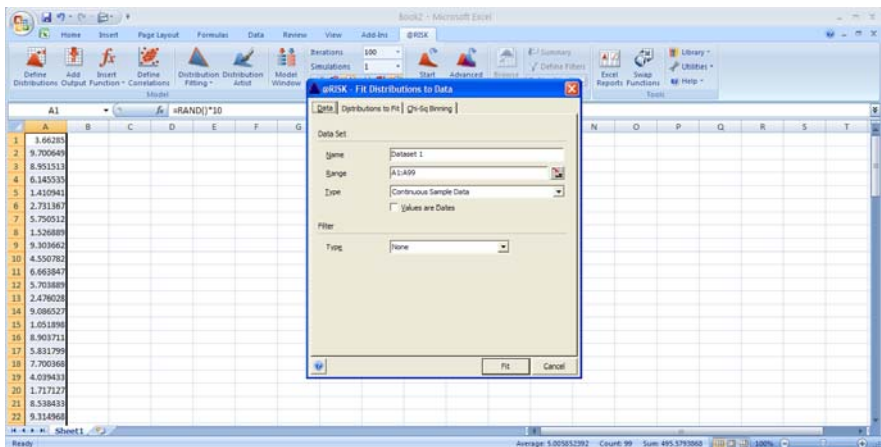 Book2 - Microsoft Excel
Home Insert Page Layout Formulas Data Review View Add-Ins @RISK
Define Distributions
Add Output
Insert Function
Define Correlations
Distribution Fitting
Distribution Artist
Model Window
Iterations 100
Simulations 1
Start
Advanced
Browse
Summary
Define Filters
Excel Reports
Swap Functions
Library
Utilities
Help
Model
Tools
A1 fx =RAND()*10
A B C D E F G N O P Q R S T
1 3.66285
2 9.700649
3 8.951513
4 6.145535
5 1.410941
6 2.731367
7 5.750512
8 1.526889
9 9.303662
10 4.550782
11 6.663847
12 5.703889
13 2.476028
14 9.086527
15 1.051898
16 8.903711
17 5.831799
18 7.700368
19 4.039433
20 1.717127
21 8.538433
22 9.314968
@RISK - Fit Distributions to Data
Data Distributions to Fit Chi-Sq Binning
Data Set
Name Dataset 1
Range A1:A99
Type Continuous Sample Data
Values are Dates
Filter
Type None
Fit Cancel
Sheet1
Ready Average: 5.005852392 Count: 99 Sum: 495.5793868 100%